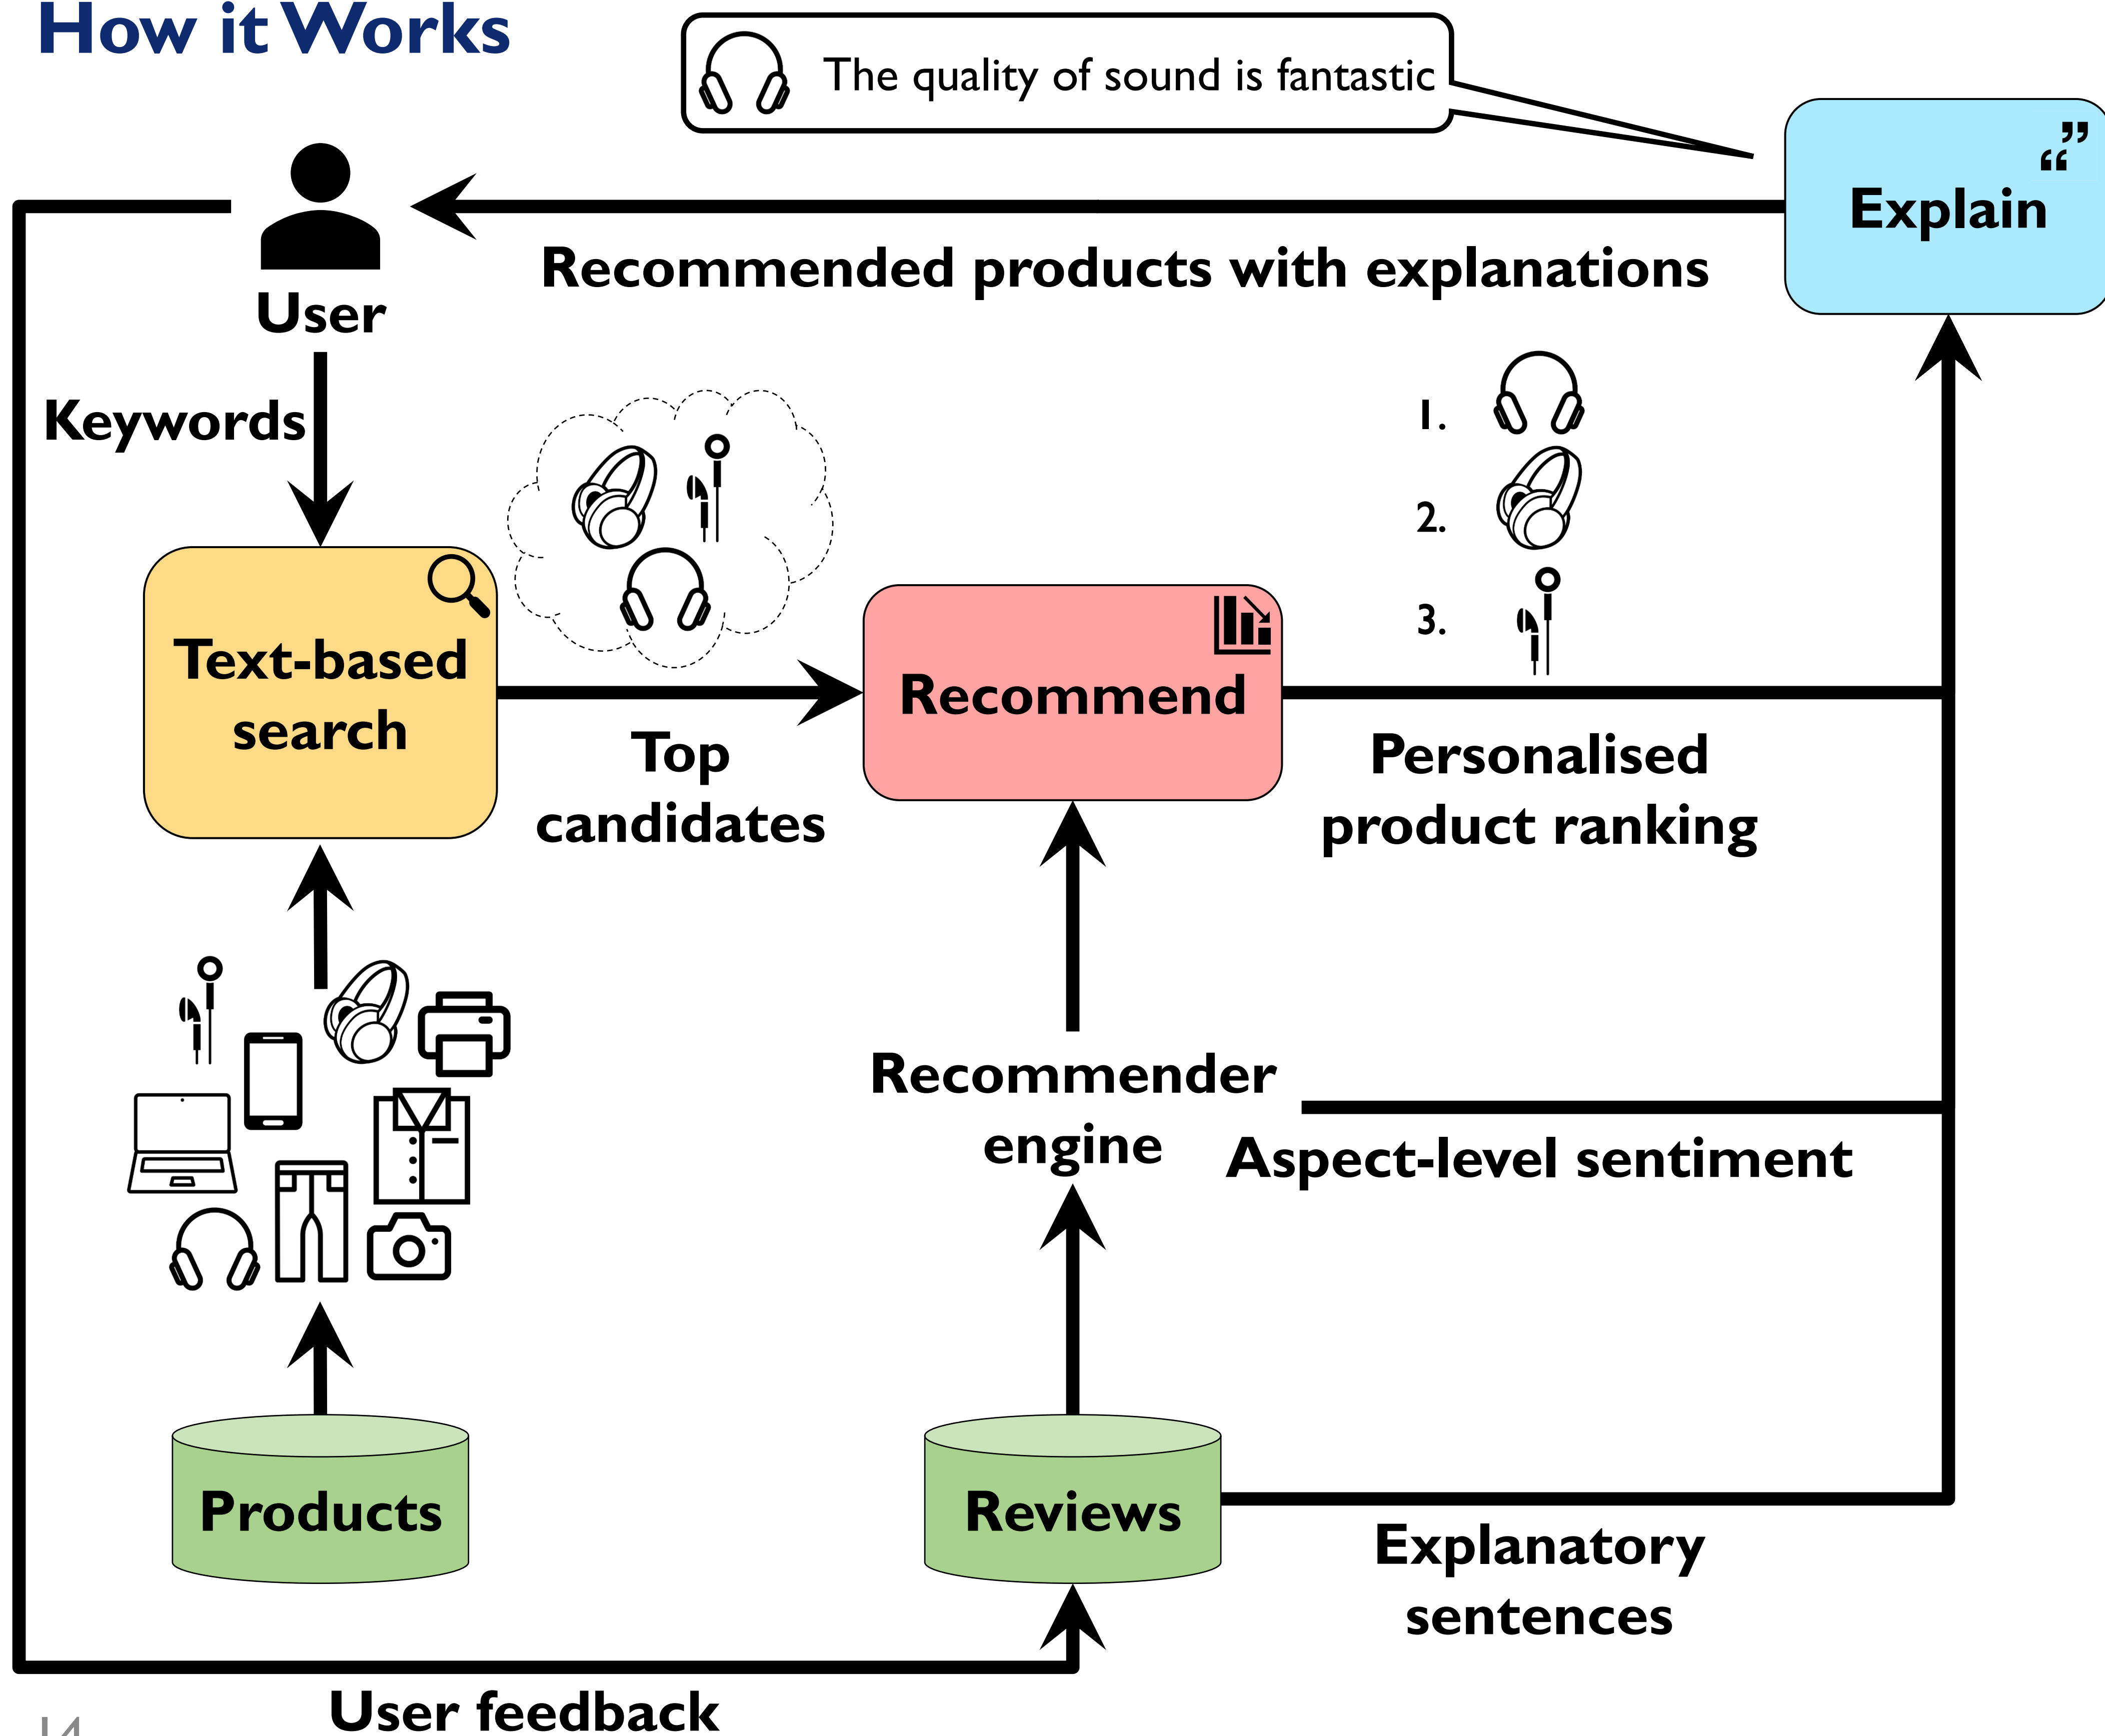 How it Works
The quality of sound is fantastic
”
“
Explain
Recommended products with explanations
User
Keywords
1.
2.
3.
Text-based
search
Recommend
Top
candidates
Personalised
product ranking
Recommender
engine
Aspect-level sentiment
Products
Reviews
Explanatory
sentences
User feedback
14